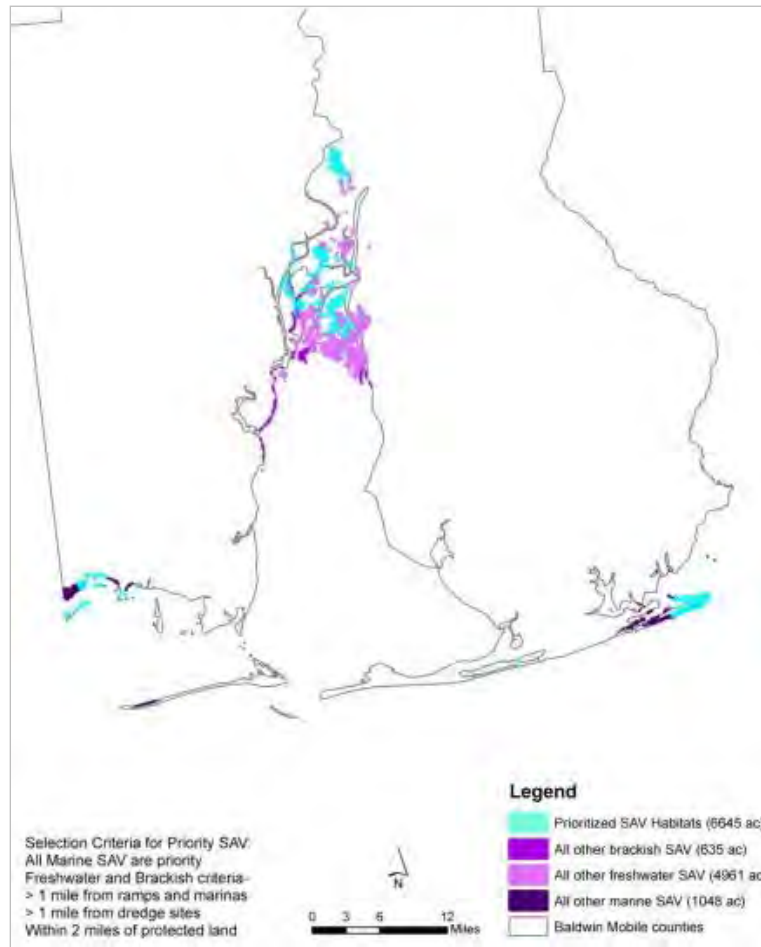 Legend
Prioritized SAV Habitats (6645 ac)
All other brackish SAV (635 ac)
All other freshwater SAV (4961 ac
All other marine SAV (1048 ac)
Baldwin Mobile counties
Selection Criteria for Priority SAV:
All Marine SAV are priority
Freshwater and Brackish criteria-
> 1 mile from ramps and marinas
> 1 mile from dredge sites
Within 2 miles of protected land
N
0 3 6 12
Miles